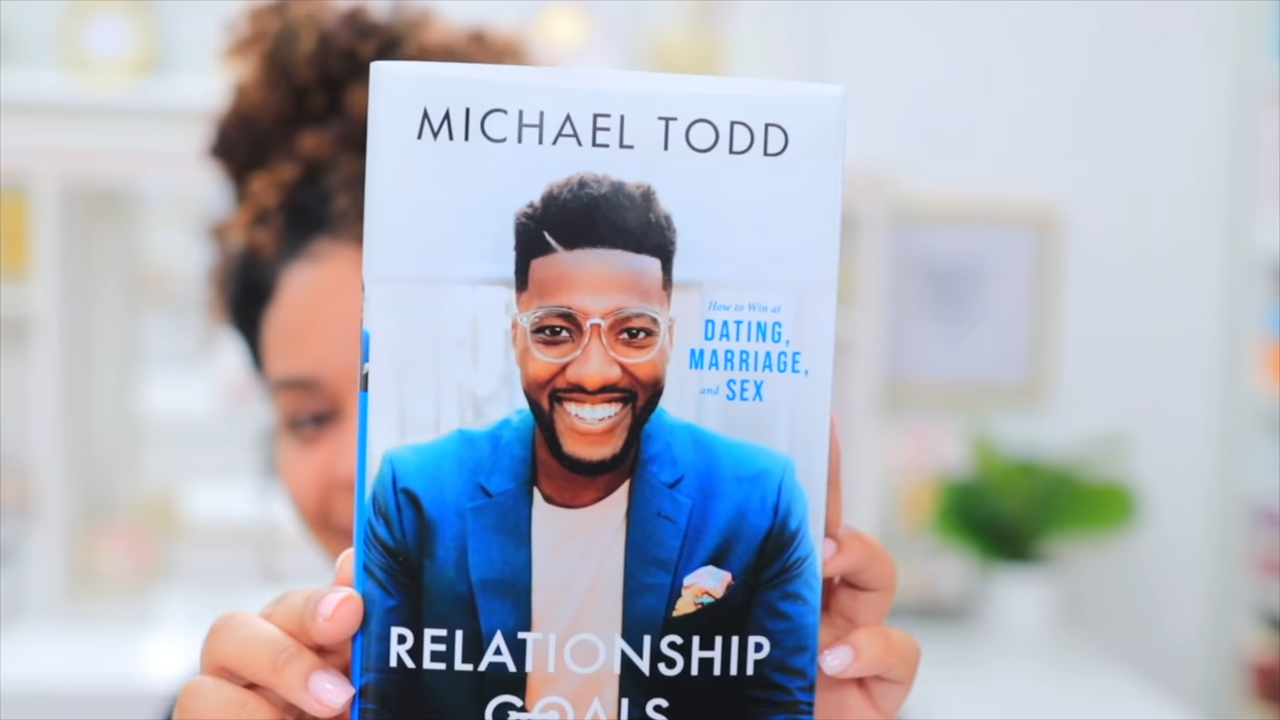 MICHAEL TODD
How to Win at
DATING,
MARRIAGE,
and SEX
RELATIONSHIP
GOALS